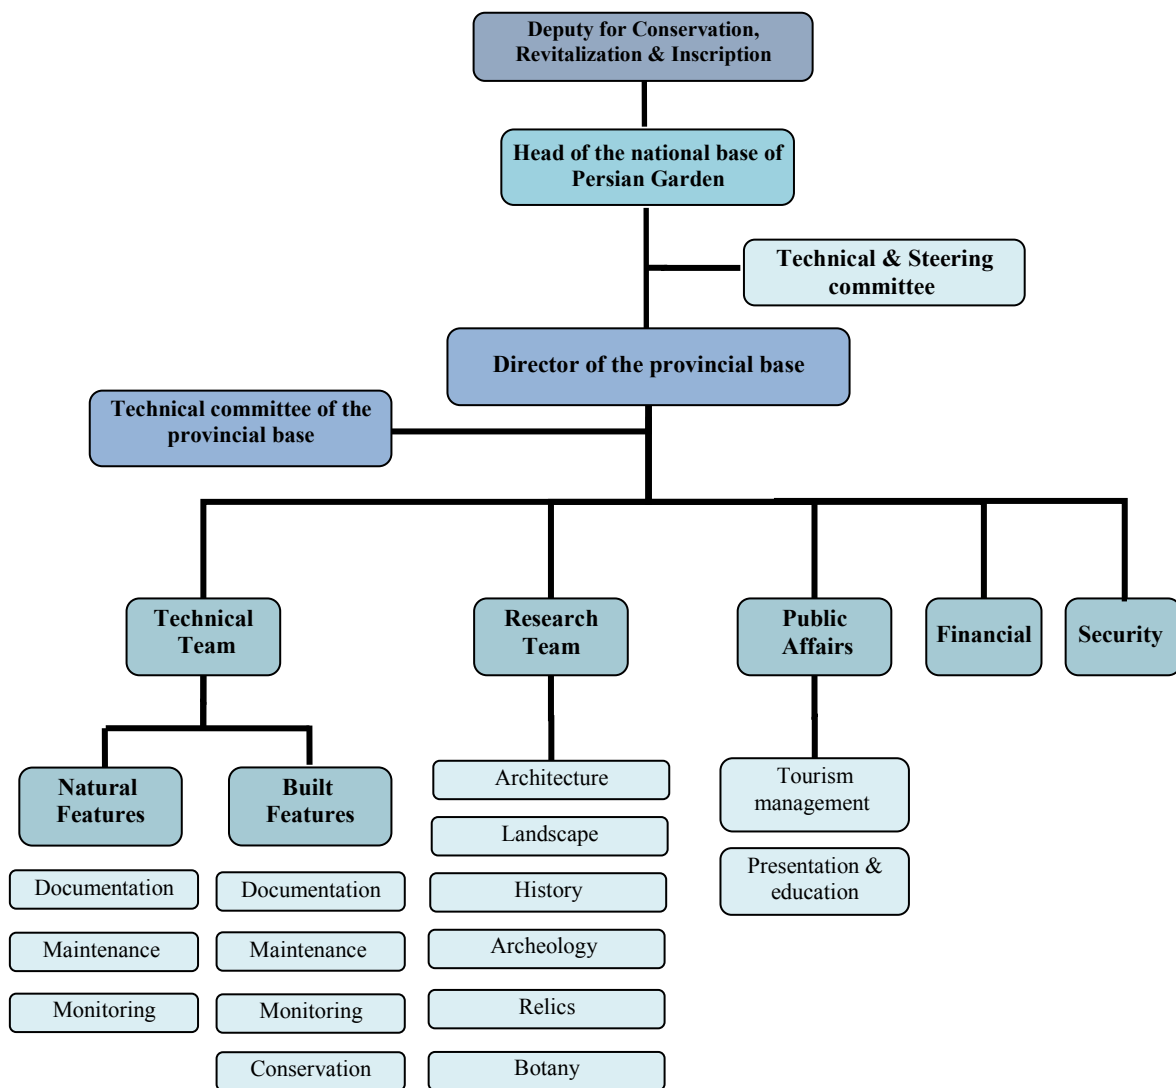 Deputy for Conservation,
Revitalization & Inscription
Head of the national base of
Persian Garden
Technical & Steering
committee
Director of the provincial base
Technical committee of the
provincial base
Technical
Team
Research
Team
Public
Affairs
Financial
Security
Natural
Features
Built
Features
Documentation
Maintenance
Monitoring
Documentation
Maintenance
Monitoring
Conservation
Architecture
Landscape
History
Archeology
Relics
Botany
Tourism
management
Presentation &
education